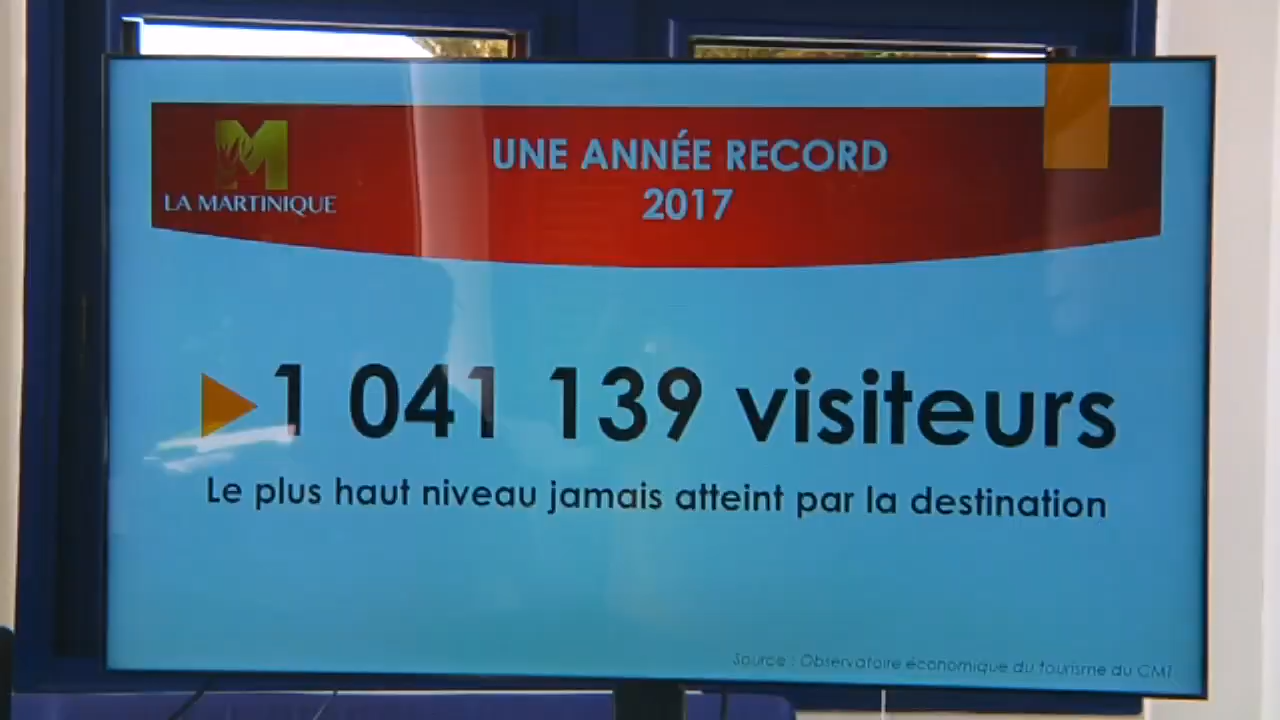 M
LA MARTINIQUE
UNE ANNÉE RECORD
2017
1 041 139 visiteurs
Le plus haut niveau jamais atteint par la destination
Source : Observatoire économique du tourisme du CMT